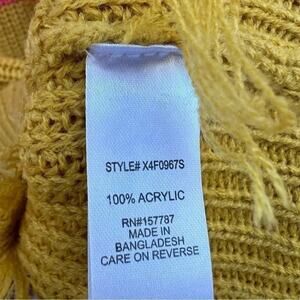 STYLE# X4F0967S
100% ACRYLIC
RN#157787
MADE IN
BANGLADESH
CARE ON REVERSE